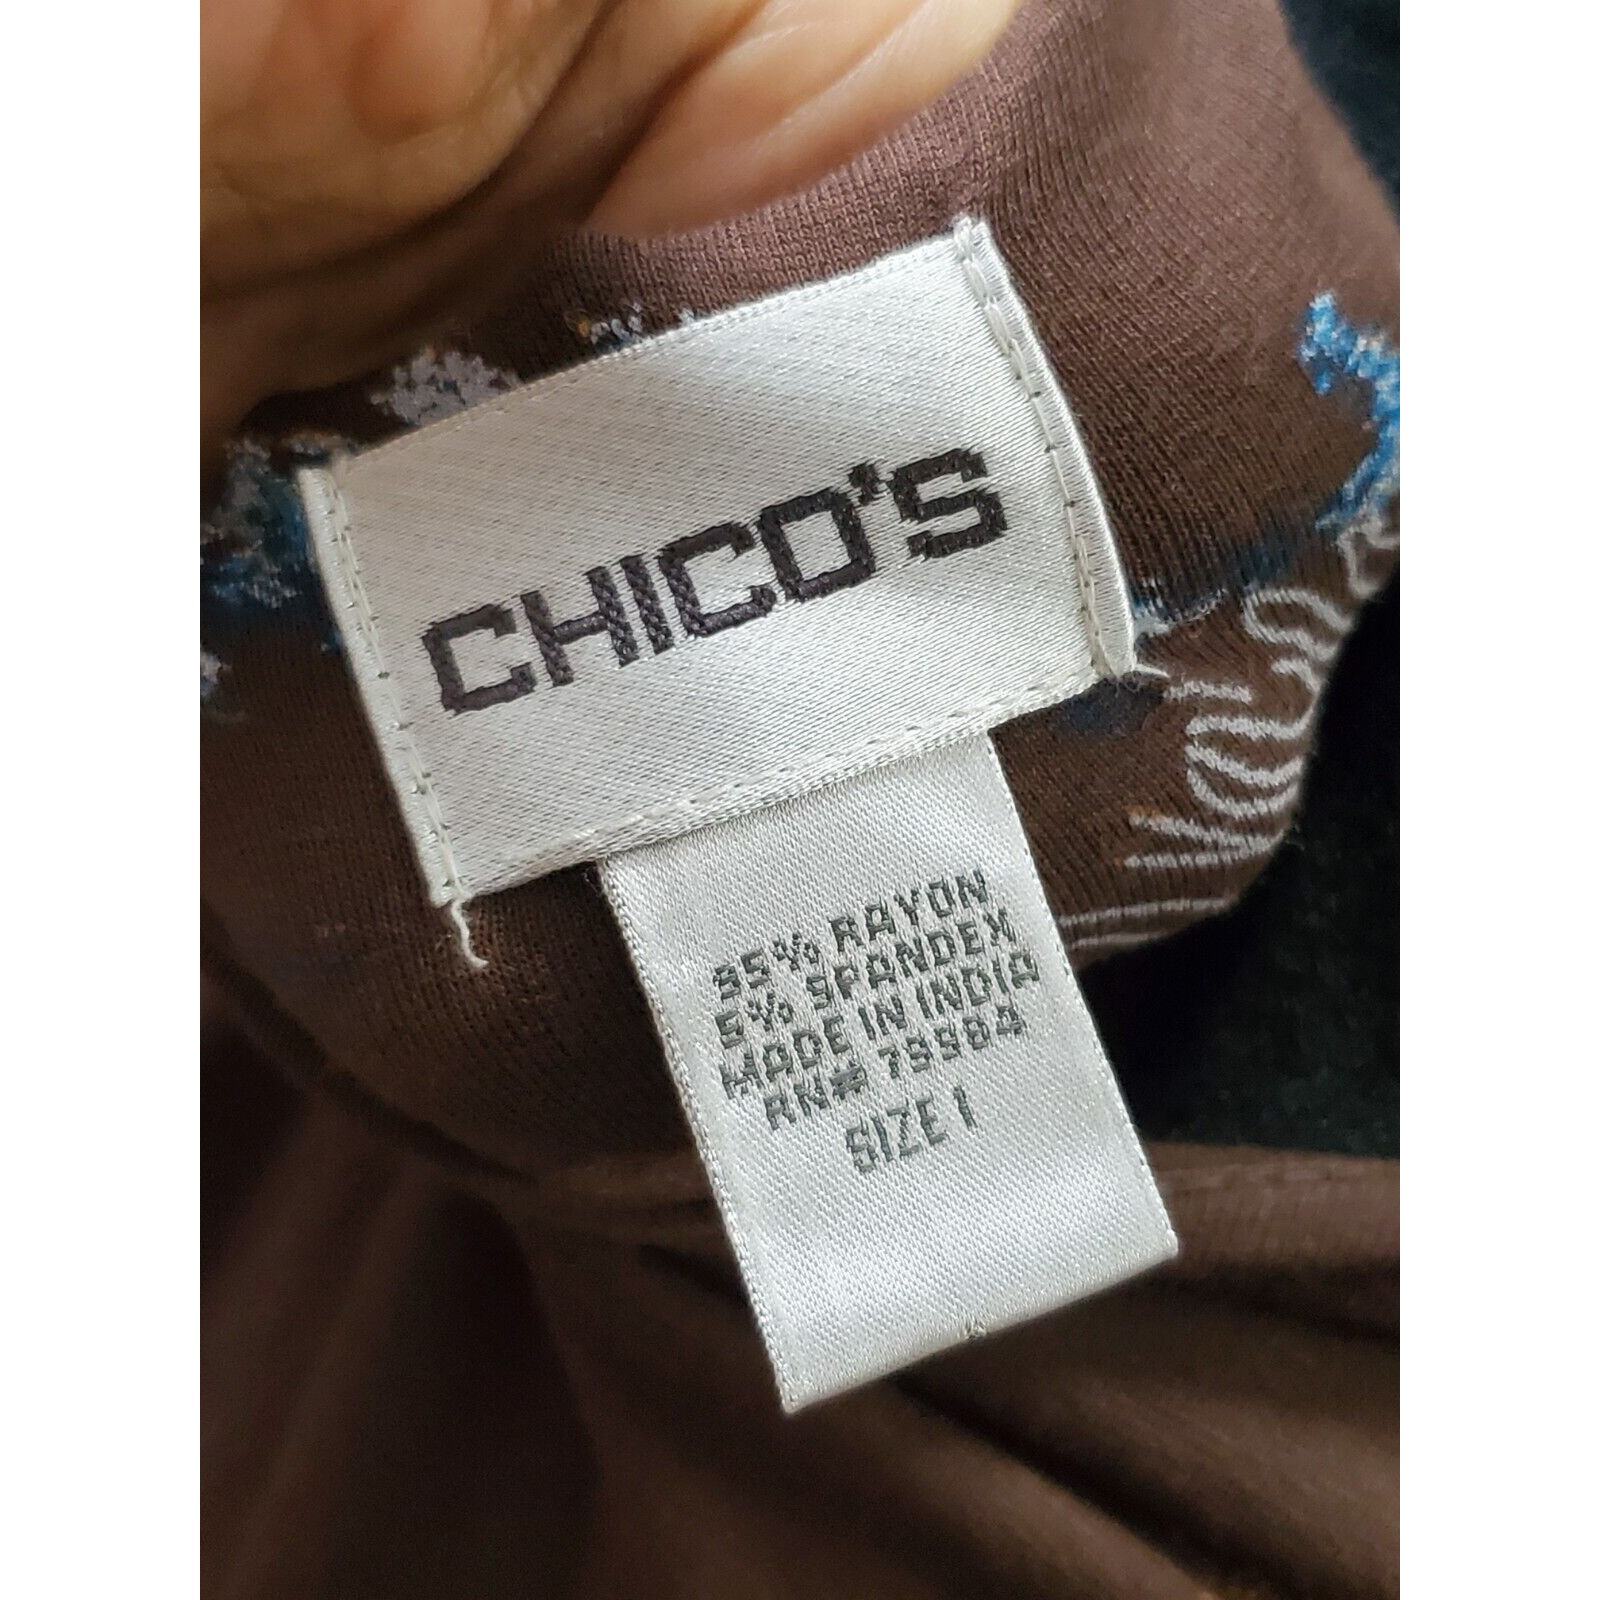 CHICO'S
95% RAYON
5% SPANDEX
MADE IN INDIA
RN# 79984
SIZE 1